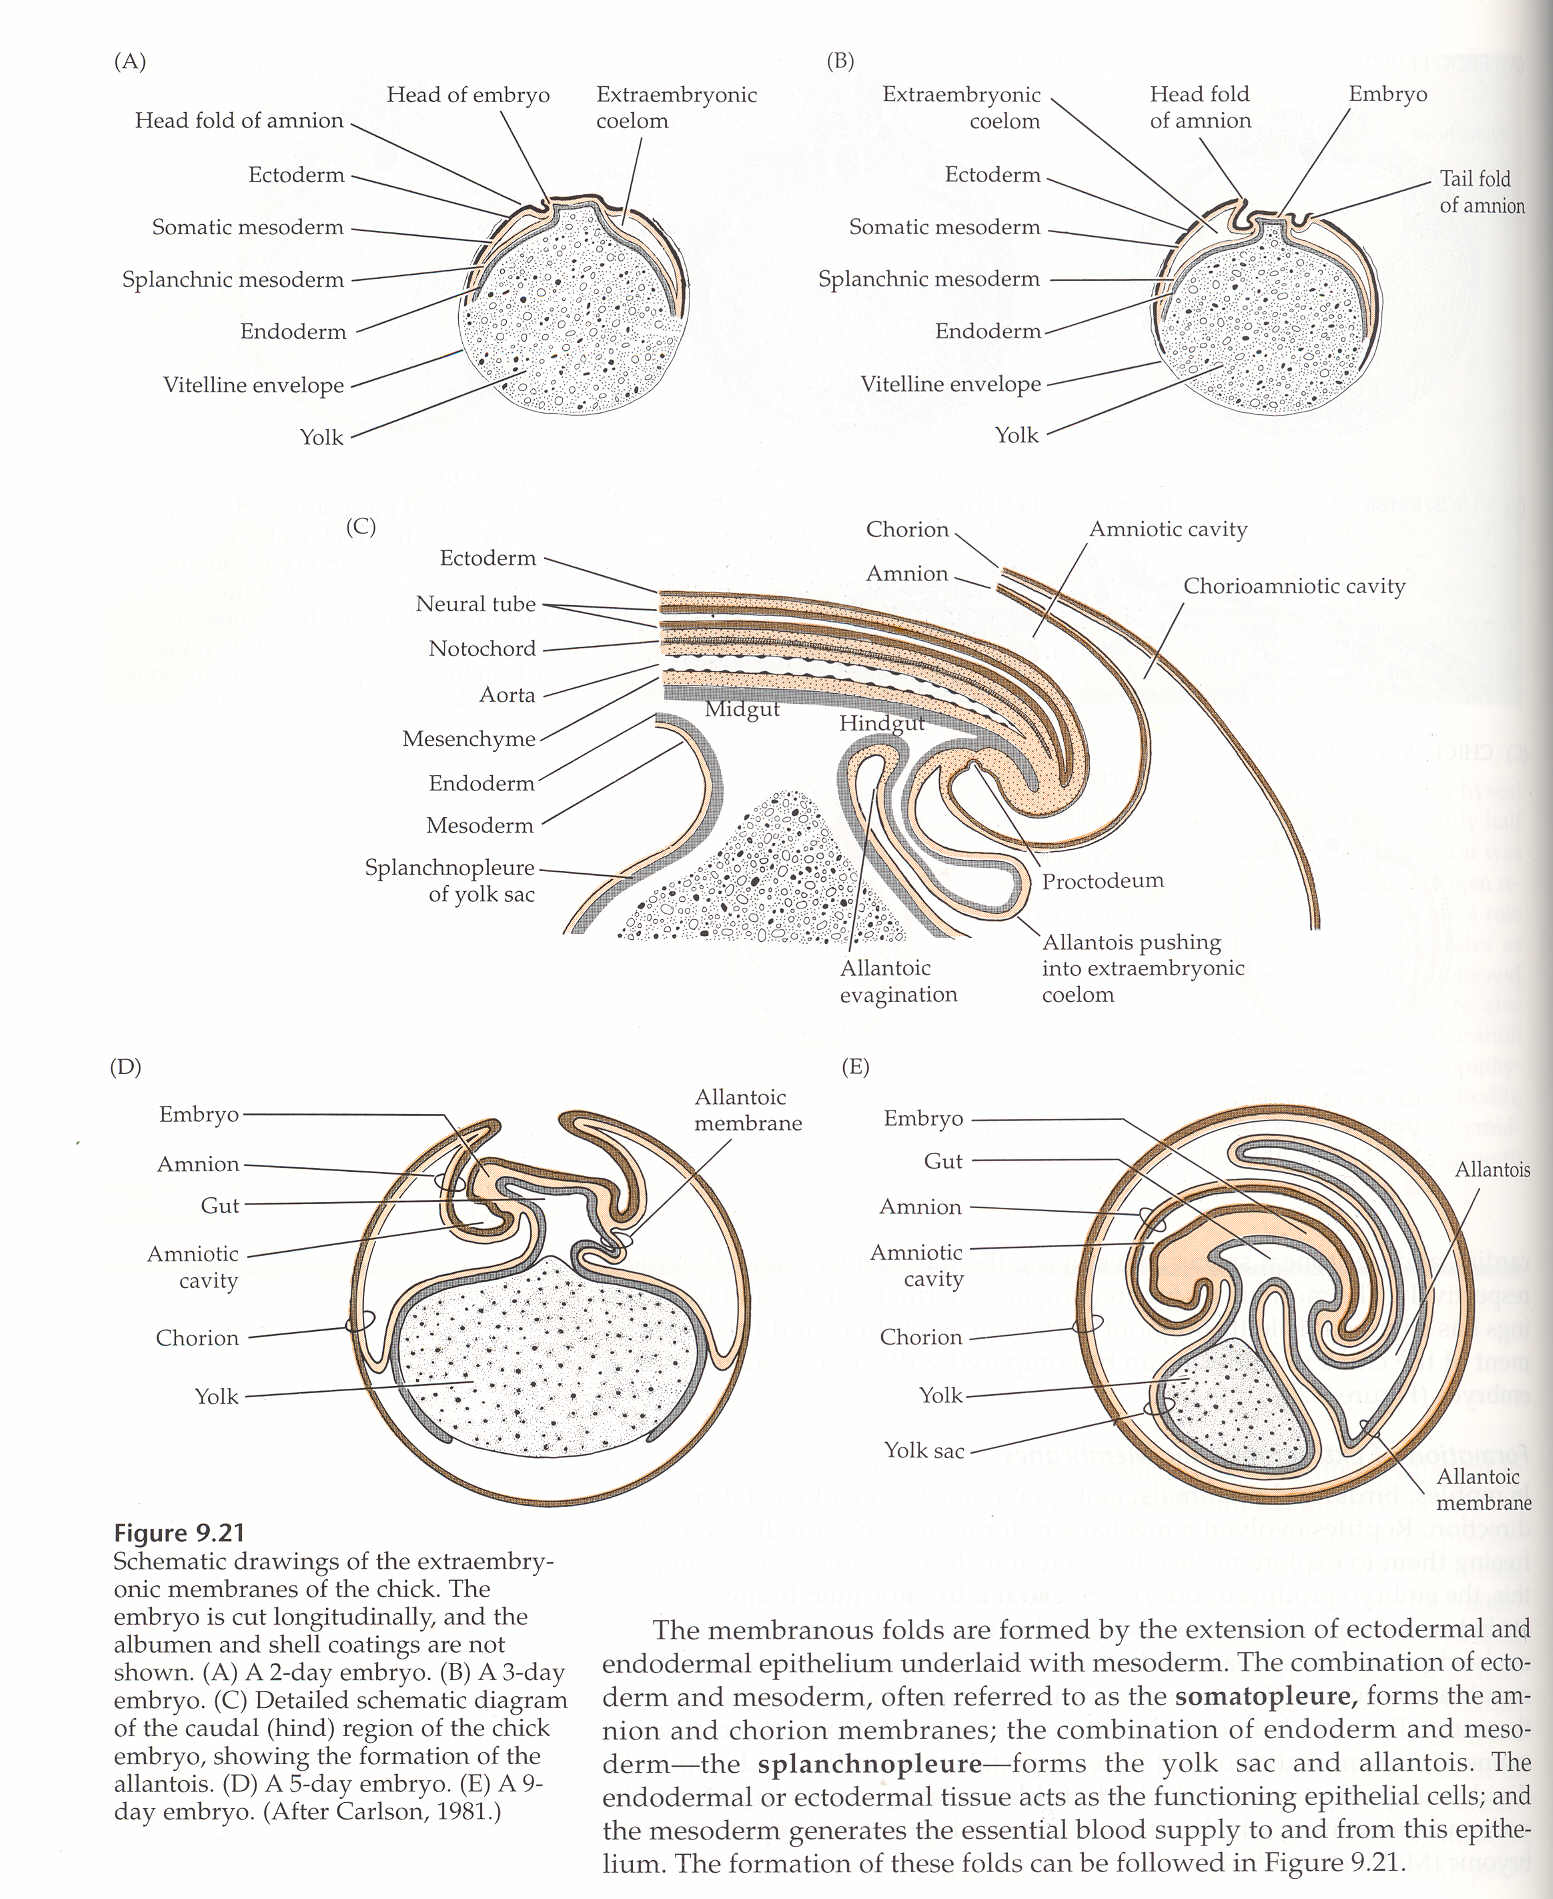 (A)
Head of embryo
Extraembryonic
coelom
Head fold of amnion
Ectoderm
Somatic mesoderm
Splanchnic mesoderm
Endoderm
Vitelline envelope
Yolk
(B)
Extraembryonic
coelom
Head fold
of amnion
Embryo
Ectoderm
Tail fold
of amnion
Somatic mesoderm
Splanchnic mesoderm
Endoderm
Vitelline envelope
Yolk
(C)
Chorion
Amniotic cavity
Ectoderm
Amnion
Chorioamniotic cavity
Neural tube
Notochord
Aorta
Midgut
Hindgut
Mesenchyme
Endoderm
Mesoderm
Splanchnopleure
of yolk sac
Proctodeum
Allantois pushing
into extraembryonic
coelom
Allantoic
evagination
(D)
Allantoic
membrane
Embryo
Amnion
Gut
Amniotic
cavity
Chorion
Yolk
(E)
Embryo
Gut
Allantois
Amnion
Amniotic
cavity
Chorion
Yolk
Yolk sac
Allantoic
membrane
Figure 9.21
Schematic drawings of the extraembry-
onic membranes of the chick. The
embryo is cut longitudinally, and the
albumen and shell coatings are not
shown. (A) A 2-day embryo. (B) A 3-day
embryo. (C) Detailed schematic diagram
of the caudal (hind) region of the chick
embryo, showing the formation of the
allantois. (D) A 5-day embryo. (E) A 9-
day embryo. (After Carlson, 1981.)
The membranous folds are formed by the extension of ectodermal and
endodermal epithelium underlaid with mesoderm. The combination of ecto-
derm and mesoderm, often referred to as the somatopleure, forms the am-
nion and chorion membranes; the combination of endoderm and meso-
derm—the splanchnopleure—forms the yolk sac and allantois. The
endodermal or ectodermal tissue acts as the functioning epithelial cells; and
the mesoderm generates the essential blood supply to and from this epithe-
lium. The formation of these folds can be followed in Figure 9.21.